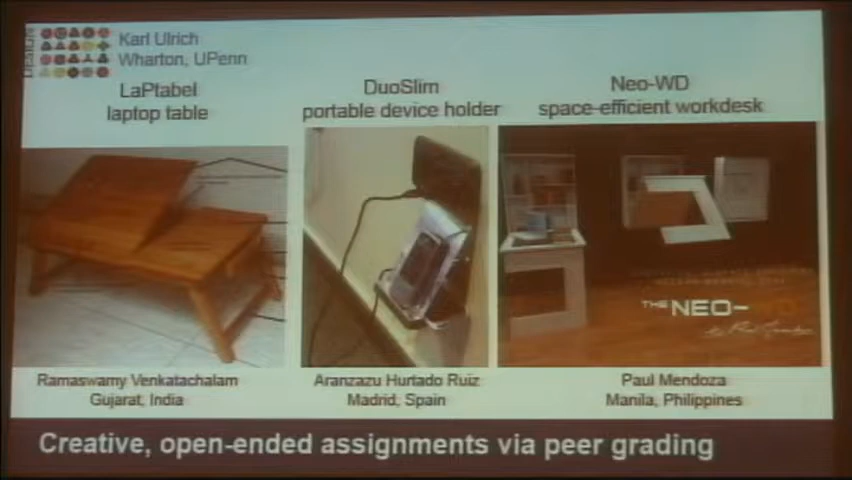 DESIGN
Karl Ulrich
Wharton, UPenn
LaPtabel
laptop table
DuoSlim
portable device holder
Neo-WD
space-efficient workdesk
THE NEO-
Ramaswamy Venkatachalam
Gujarat, India
Aranzazu Hurtado Ruiz
Madrid, Spain
Paul Mendoza
Manila, Philippines
Creative, open-ended assignments via peer grading